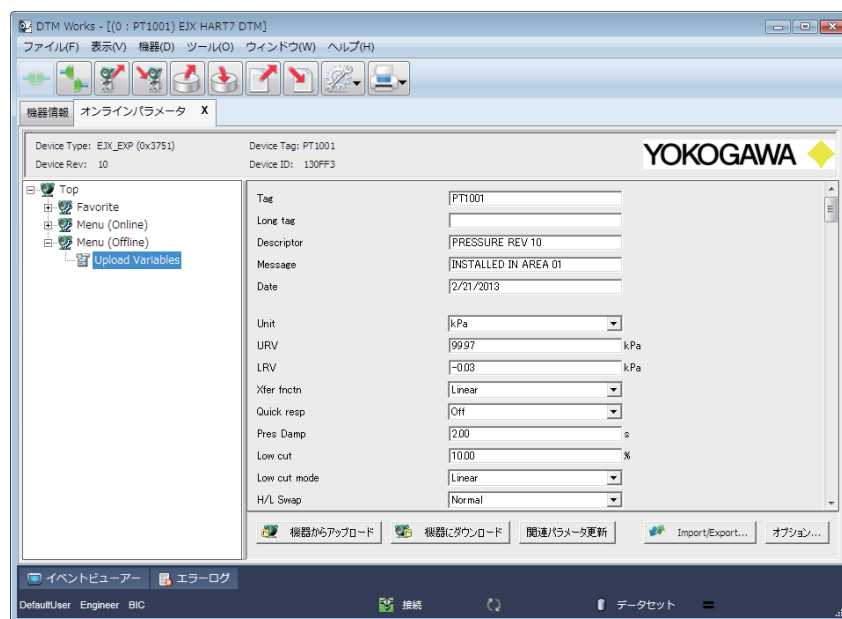 DTM Works - [(0 : PT1001) EJX HART7 DTM]
ファイル(F) 表示(V) 機器(D) ツール(O) ウィンドウ(W) ヘルプ(H)
機器情報 オンラインパラメータ X
Device Type: EJX_EXP (0x3751) Device Tag: PT1001
Device Rev: 10 Device ID: 130FF3
YOKOGAWA
Top
Favorite
Menu (Online)
Menu (Offline)
Upload Variables
Tag PT1001
Long tag
Descriptor PRESSURE REV 10
Message INSTALLED IN AREA 01
Date 2/21/2013
Unit kPa
URV 99.97 kPa
LRV -0.03 kPa
Xfer fnctn Linear
Quick resp Off
Pres Damp 2.00 s
Low cut 10.00 %
Low cut mode Linear
H/L Swap Normal
機器からアップロード 機器にダウンロード 関連パラメータ更新 Import/Export... オプション...
イベントビューアー エラーログ
DefaultUser Engineer BIC 接続 データセット